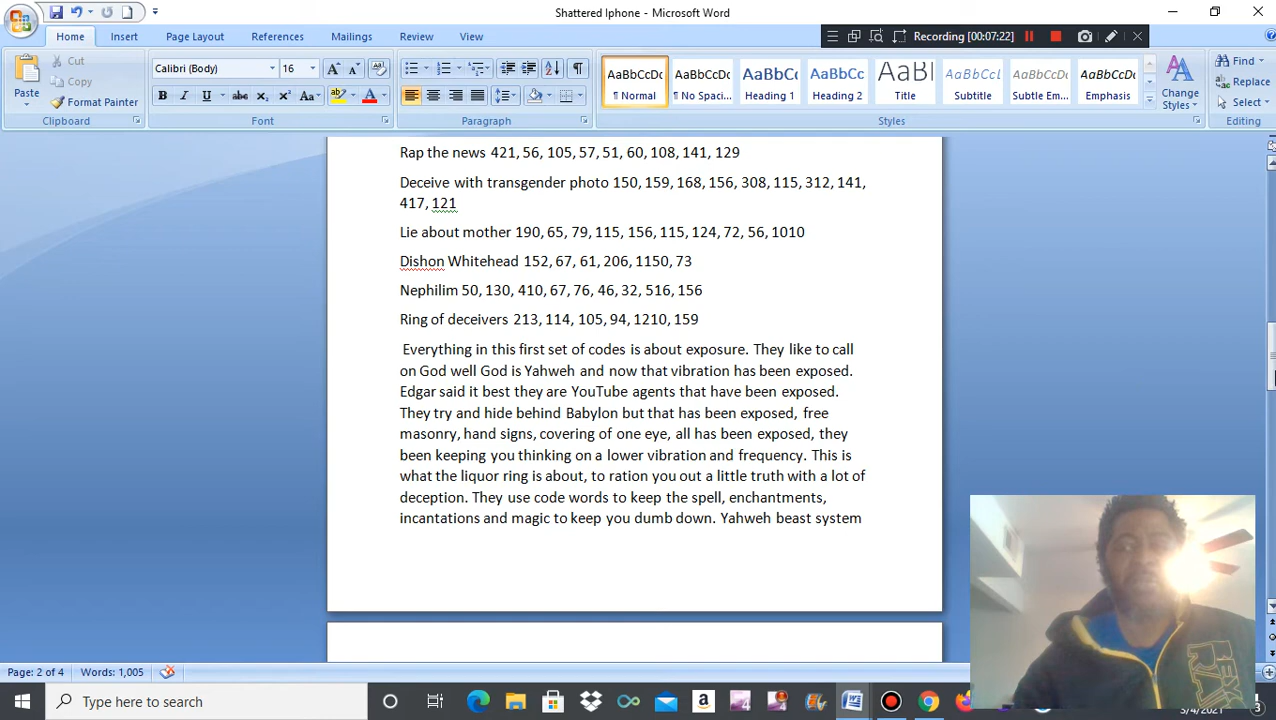 Shattered Iphone - Microsoft Word
Home Insert Page Layout References Mailings Review View
Recording [00:07:22]
Paste
Cut
Copy
Format Painter
Clipboard
Calibri (Body) 16
B I U abc x₂ x² Aa
Font
Paragraph
AaBbCcDc AaBbCcDc AaBbC AaBbCc AaBl AaBbCcL AaBbCcDc AaBbCcDc
¶ Normal ¶ No Spaci... Heading 1 Heading 2 Title Subtitle Subtle Em... Emphasis
Styles
Change
Styles
Find
Replace
Select
Editing
Rap the news 421, 56, 105, 57, 51, 60, 108, 141, 129
Deceive with transgender photo 150, 159, 168, 156, 308, 115, 312, 141,
417, 121
Lie about mother 190, 65, 79, 115, 156, 115, 124, 72, 56, 1010
Dishon Whitehead 152, 67, 61, 206, 1150, 73
Nephilim 50, 130, 410, 67, 76, 46, 32, 516, 156
Ring of deceivers 213, 114, 105, 94, 1210, 159
Everything in this first set of codes is about exposure. They like to call
on God well God is Yahweh and now that vibration has been exposed.
Edgar said it best they are YouTube agents that have been exposed.
They try and hide behind Babylon but that has been exposed, free
masonry, hand signs, covering of one eye, all has been exposed, they
been keeping you thinking on a lower vibration and frequency. This is
what the liquor ring is about, to ration you out a little truth with a lot of
deception. They use code words to keep the spell, enchantments,
incantations and magic to keep you dumb down. Yahweh beast system
Page: 2 of 4 Words: 1,005
Type here to search
3/4/2021